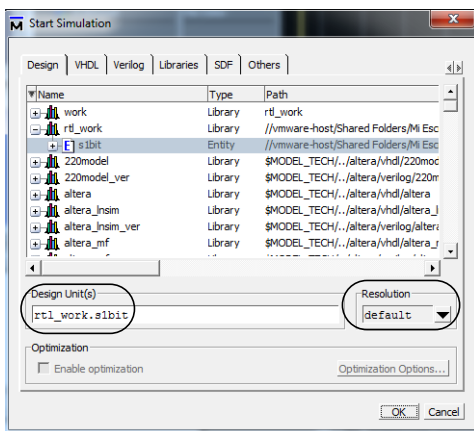 Start Simulation
Design VHDL Verilog Libraries SDF Others
Name Type Path
work Library rtl_work
rtl_work Library //vmware-host/Shared Folders/Mi Esc
s1bit Entity //vmware-host/Shared Folders/Mi Esc
220model Library $MODEL_TECH/../altera/vhdl/220mod
220model_ver Library $MODEL_TECH/../altera/verilog/220m
altera Library $MODEL_TECH/../altera/vhdl/altera
altera_lnsim Library $MODEL_TECH/../altera/vhdl/altera_l
altera_lnsim_ver Library $MODEL_TECH/../altera/verilog/altera
altera_mf Library $MODEL_TECH/../altera/vhdl/altera_
Design Unit(s) Resolution
rtl_work.s1bit default
Optimization
Enable optimization Optimization Options...
OK Cancel